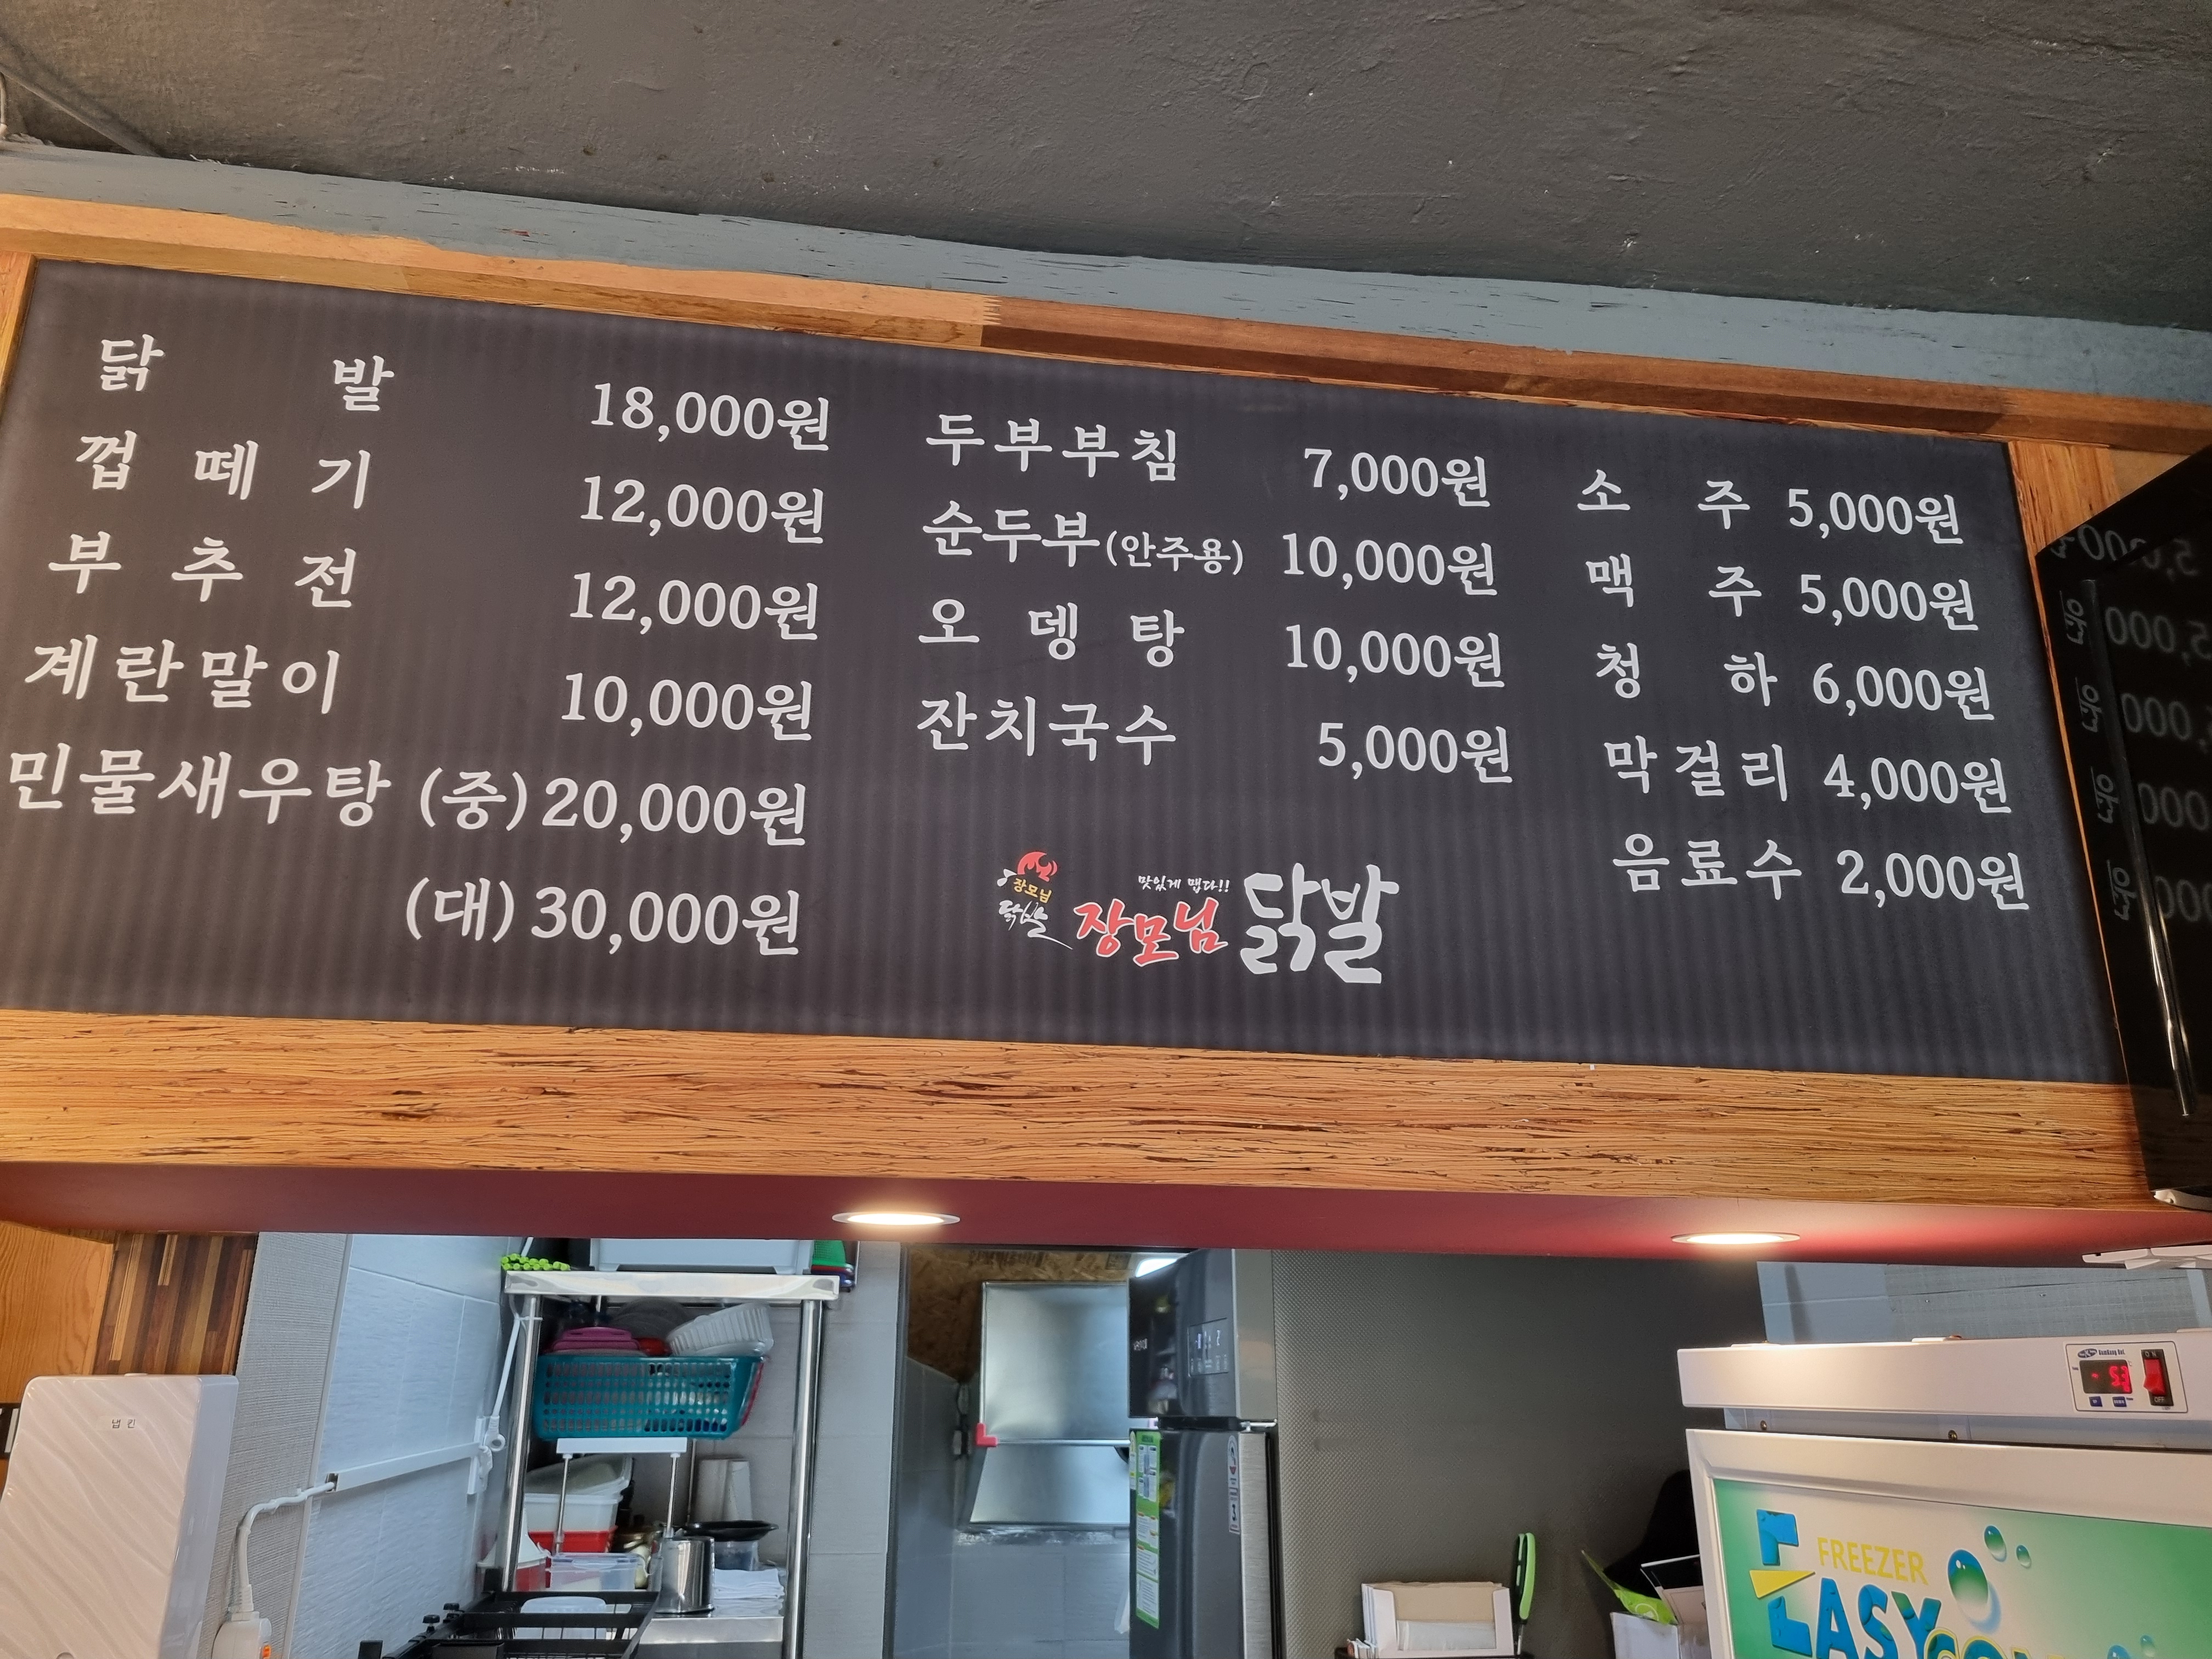 닭 발 18,000원
껍 떼 기 12,000원
부 추 전 12,000원
계란말이 10,000원
민물새우탕 (중) 20,000원
(대) 30,000원
두부부침 7,000원
순두부(안주용) 10,000원
오 뎅 탕 10,000원
잔치국수 5,000원
소 주 5,000원
맥 주 5,000원
청 하 6,000원
막걸리 4,000원
음료수 2,000원
장모님
닭발
맛있게 맵다!!
장모님 닭발
냅 킨
FREEZER
EASY